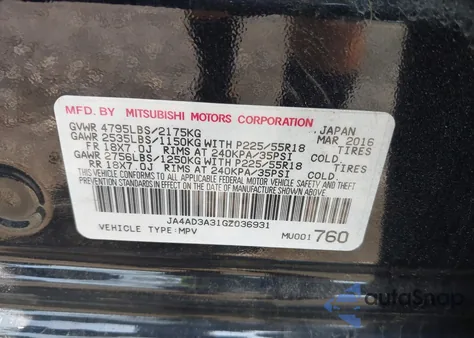 MFD. BY MITSUBISHI MOTORS CORPORATION
JAPAN
GVWR 4795LBS/2175KG MAR 2016
GAWR 2535LBS/1150KG WITH P225/55R18 TIRES
FR 18X7.0J RIMS AT 240KPA/35PSI COLD.
GAWR 2756LBS/1250KG WITH P225/55R18 TIRES
RR 18X7.0J RIMS AT 240KPA/35PSI COLD.
THIS VEHICLE CONFORMS TO ALL APPLICABLE FEDERAL MOTOR VEHICLE
SAFETY, BUMPER AND THEFT PREVENTION STANDARDS IN EFFECT ON
THE DATE OF MANUFACTURE SHOWN ABOVE.
JA4AD3A31GZ036931
VEHICLE TYPE:MPV MU001 760
autoSnap